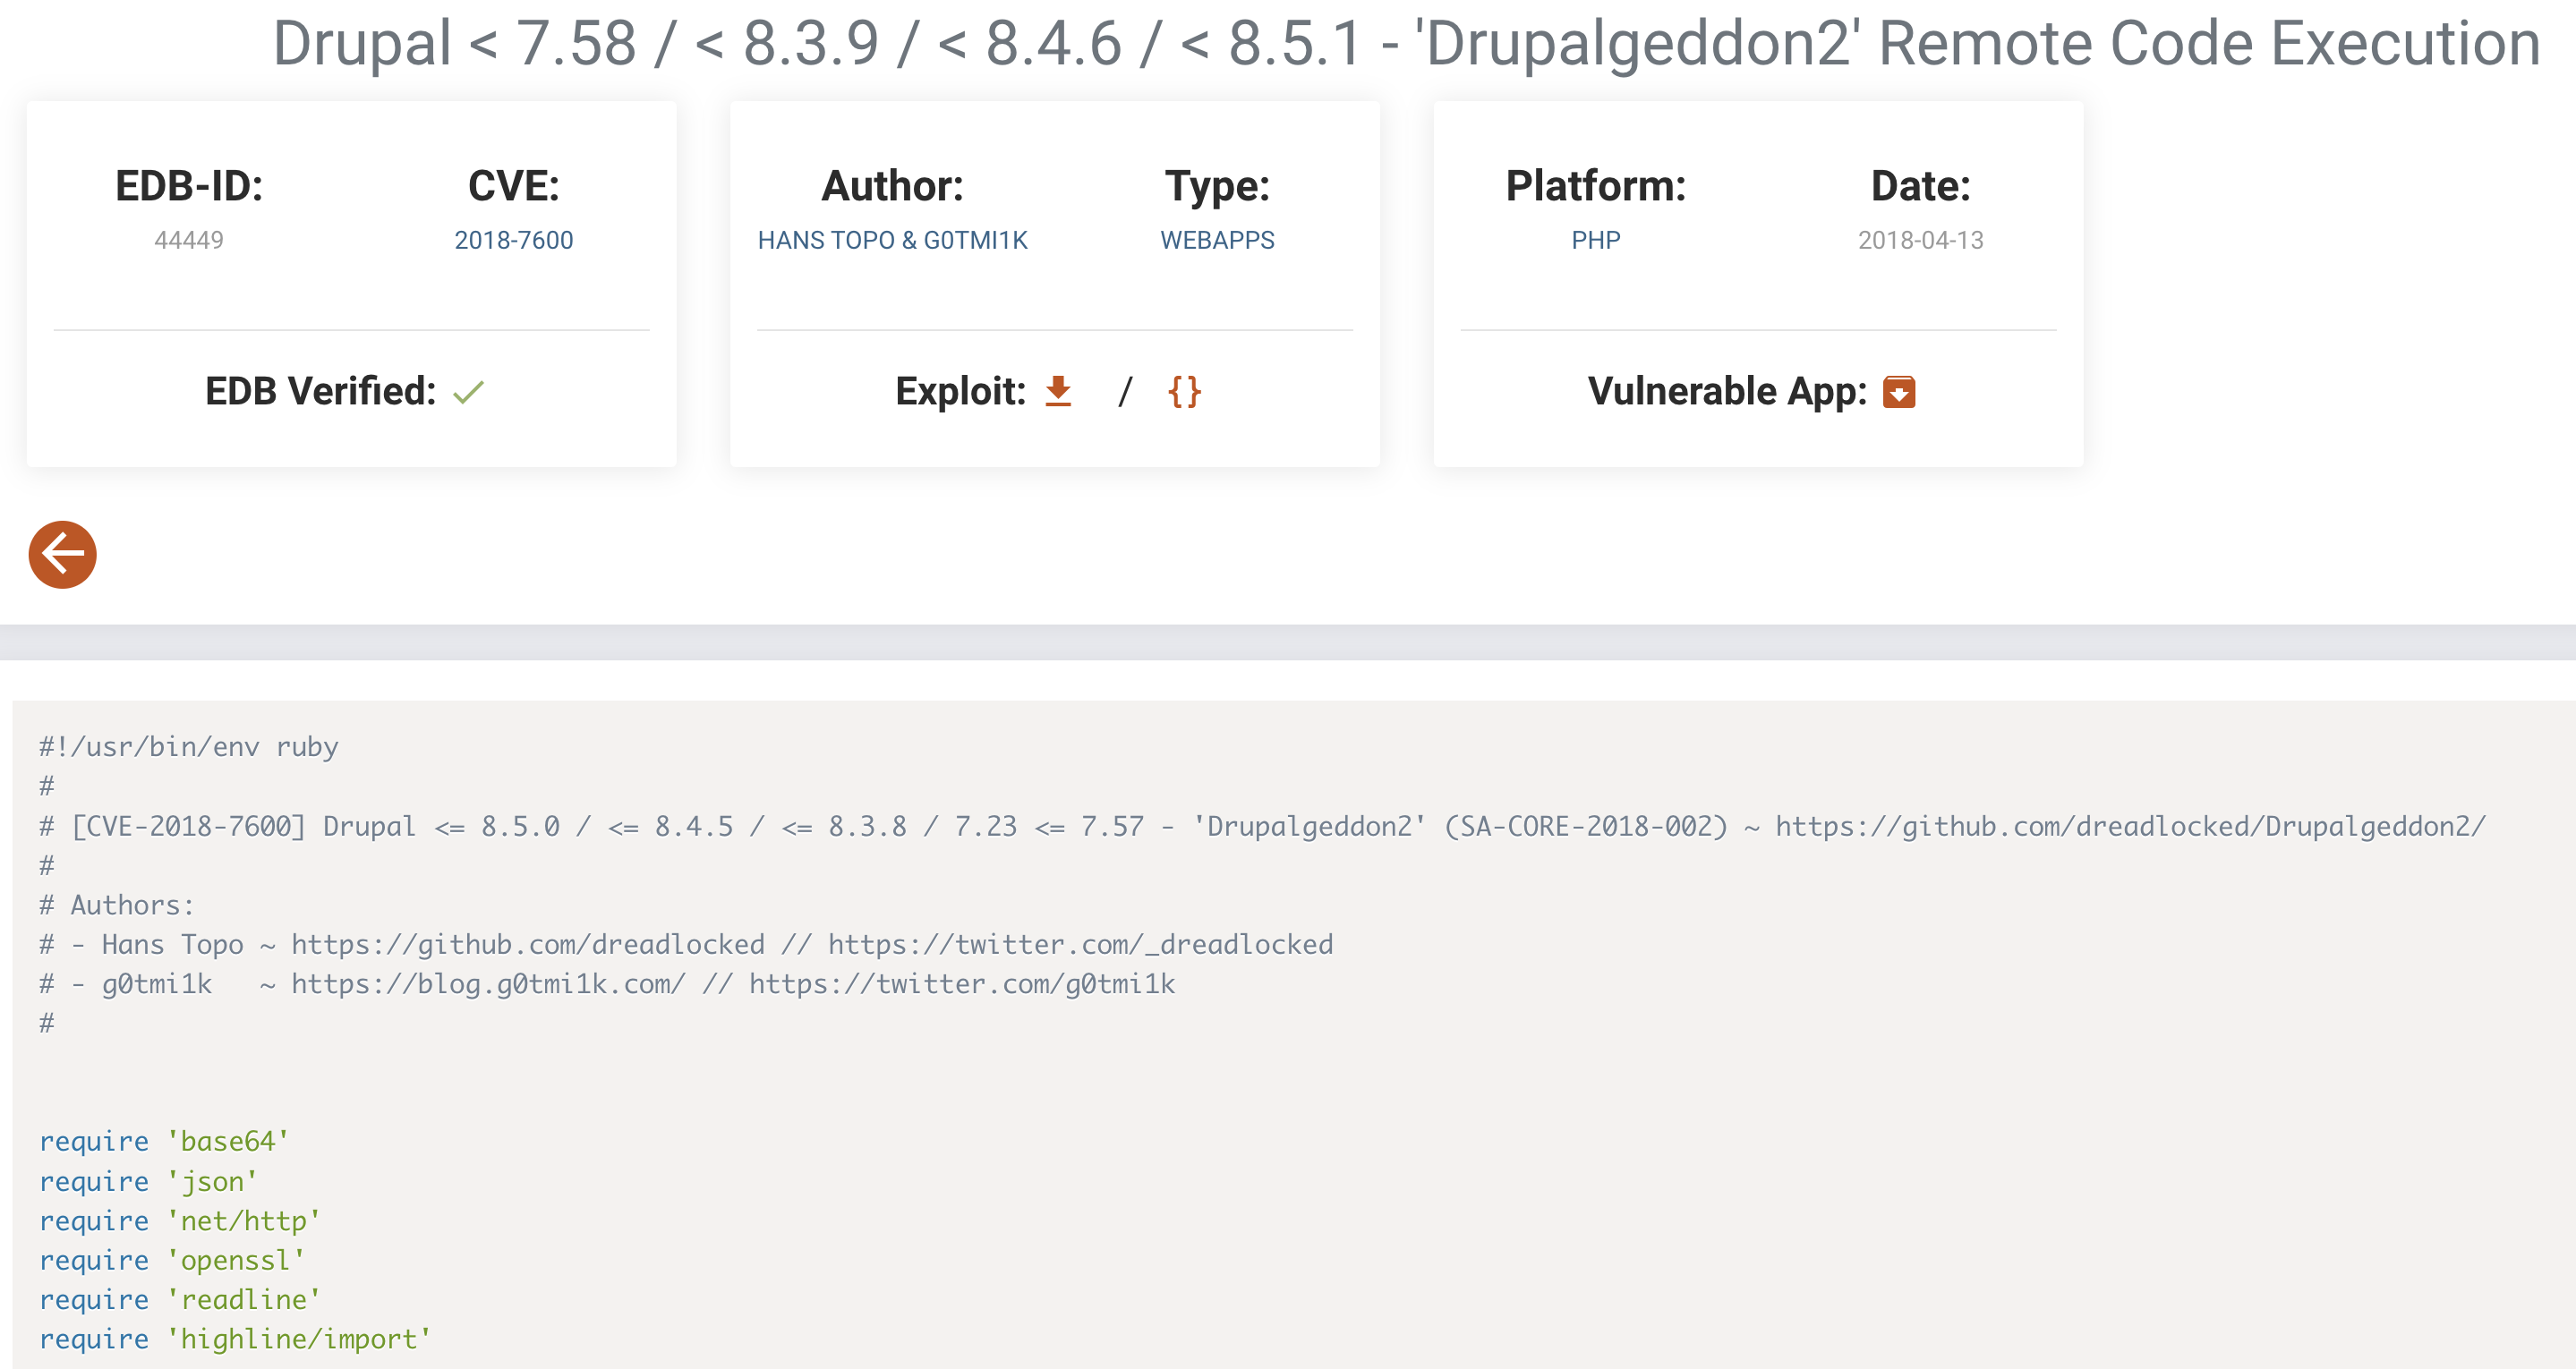 Drupal < 7.58 / < 8.3.9 / < 8.4.6 / < 8.5.1 - 'Drupalgeddon2' Remote Code Execution
EDB-ID:
44449
CVE:
2018-7600
EDB Verified:
Author:
HANS TOPO & G0TMI1K
Type:
WEBAPPS
Exploit: / {}
Platform:
PHP
Date:
2018-04-13
Vulnerable App:
#!/usr/bin/env ruby
#
# [CVE-2018-7600] Drupal <= 8.5.0 / <= 8.4.5 / <= 8.3.8 / 7.23 <= 7.57 - 'Drupalgeddon2' (SA-CORE-2018-002) ~ https://github.com/dreadlocked/Drupalgeddon2/
#
# Authors:
# - Hans Topo ~ https://github.com/dreadlocked // https://twitter.com/_dreadlocked
# - g0tmi1k   ~ https://blog.g0tmi1k.com/ // https://twitter.com/g0tmi1k
#
require 'base64'
require 'json'
require 'net/http'
require 'openssl'
require 'readline'
require 'highline/import'